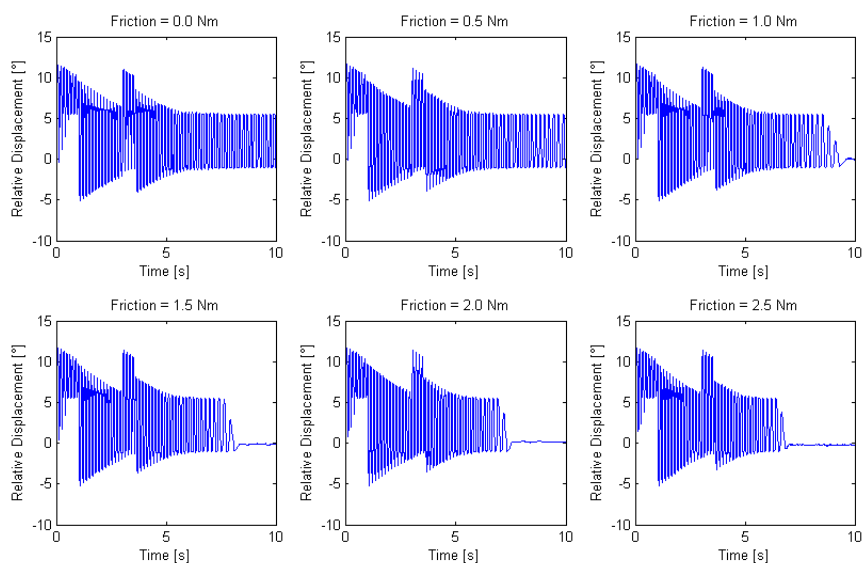 Friction = 0.0 Nm
Friction = 0.5 Nm
Friction = 1.0 Nm
15
10
5
0
-5
-10
Relative Displacement [°]
0 5 10
Time [s]
15
10
5
0
-5
-10
Relative Displacement [°]
0 5 10
Time [s]
15
10
5
0
-5
-10
Relative Displacement [°]
0 5 10
Time [s]
Friction = 1.5 Nm
Friction = 2.0 Nm
Friction = 2.5 Nm
15
10
5
0
-5
-10
Relative Displacement [°]
0 5 10
Time [s]
15
10
5
0
-5
-10
Relative Displacement [°]
0 5 10
Time [s]
15
10
5
0
-5
-10
Relative Displacement [°]
0 5 10
Time [s]